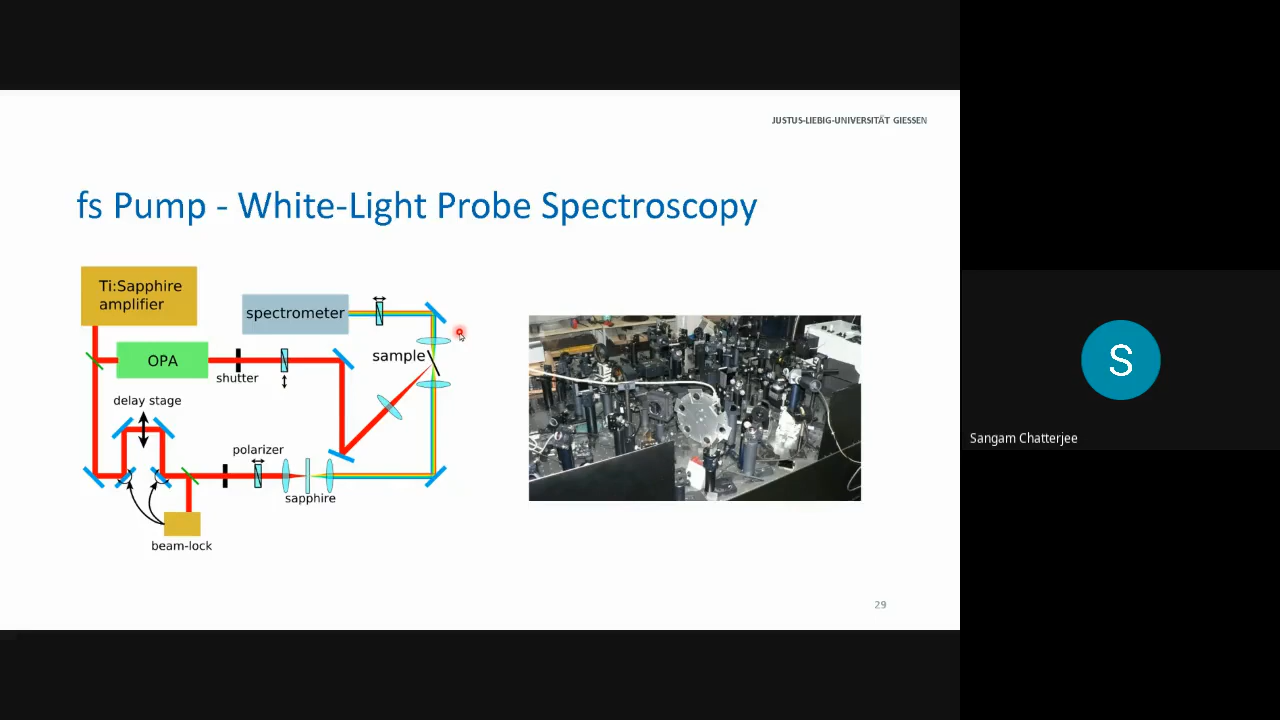 JUSTUS-LIEBIG-UNIVERSITÄT GIESSEN
fs Pump - White-Light Probe Spectroscopy
Ti:Sapphire
amplifier
spectrometer
OPA
sample
shutter
delay stage
polarizer
sapphire
beam-lock
29
S
Sangam Chatterjee